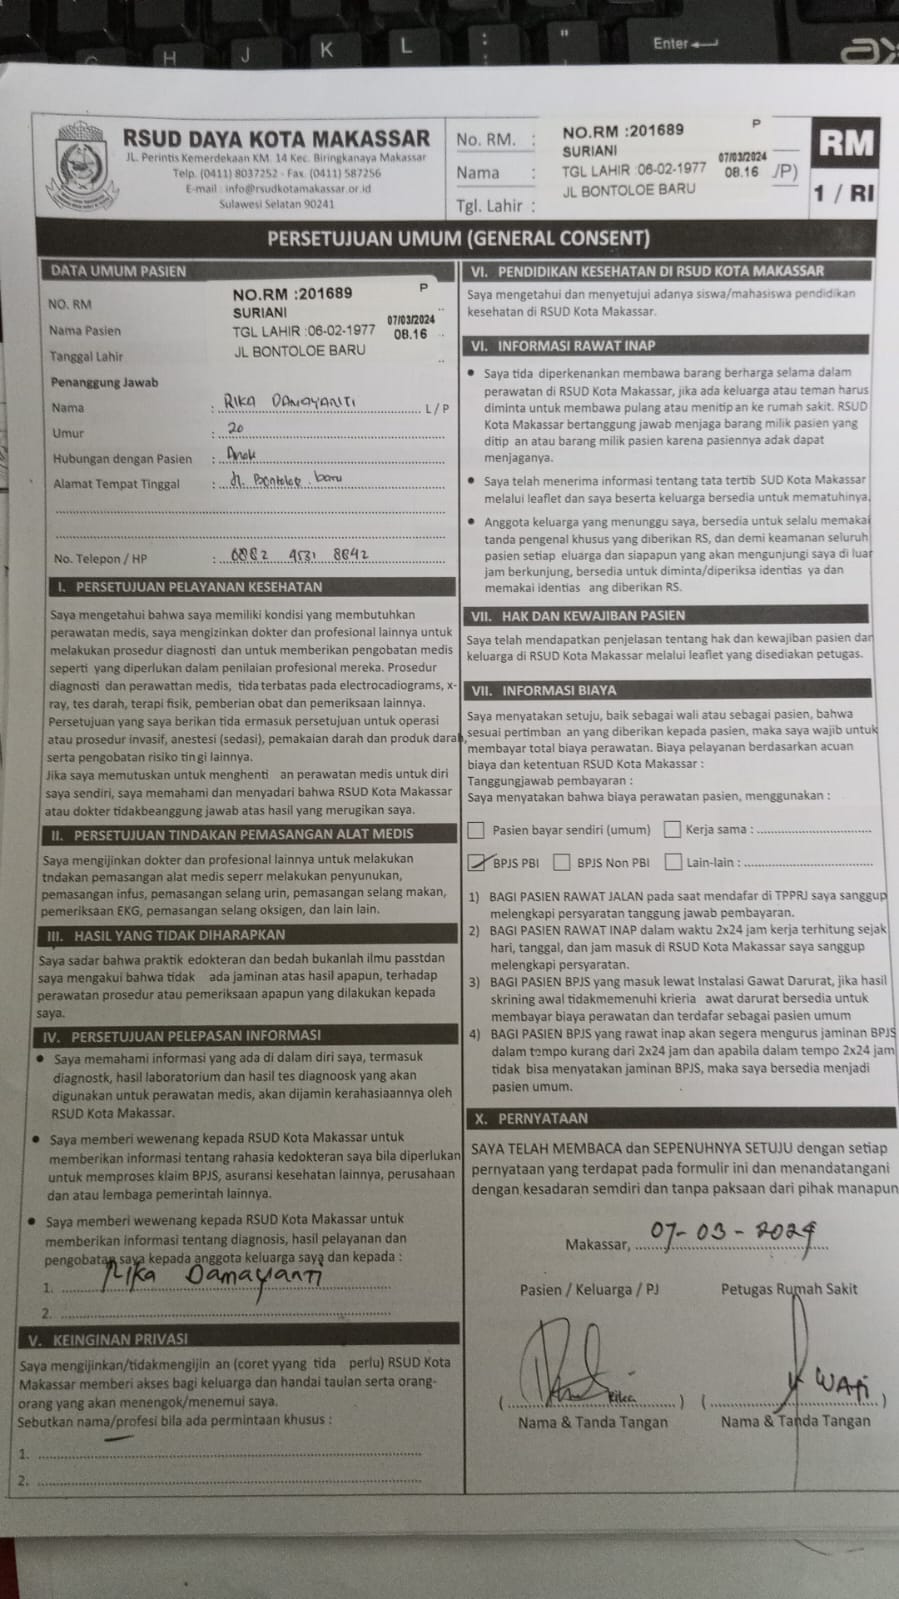 H J K L : " Enter
RSUD DAYA KOTA MAKASSAR
JL. Perintis Kemerdekaan KM. 14 Kec. Biringkanaya Makassar
Telp. (0411) 8037252 - Fax. (0411) 587256
E-mail : info@rsudkotamakassar.or.id
Sulawesi Selatan 90241
No. RM. :
Nama :
Tgl. Lahir :
NO.RM :201689 P
SURIANI
TGL LAHIR :06-02-1977 07/03/2024
08.16 /P)
JL BONTOLOE BARU
RM
1 / RI
PERSETUJUAN UMUM (GENERAL CONSENT)
DATA UMUM PASIEN
NO. RM
Nama Pasien
Tanggal Lahir
NO.RM :201689 P
SURIANI
TGL LAHIR :06-02-1977 07/03/2024
08.16
JL BONTOLOE BARU
Penanggung Jawab
Nama : RIKA DAMAYANTI L / P
Umur : 20
Hubungan dengan Pasien : Anak
Alamat Tempat Tinggal : Jl. Bontoloe baru
No. Telepon / HP :
I. PERSETUJUAN PELAYANAN KESEHATAN
Saya mengetahui bahwa saya memiliki kondisi yang membutuhkan
perawatan medis, saya mengizinkan dokter dan profesional lainnya untuk
melakukan prosedur diagnosti dan untuk memberikan pengobatan medis
seperti yang diperlukan dalam penilaian profesional mereka. Prosedur
diagnosti dan perawattan medis, tida terbatas pada electrocadiograms, x-
ray, tes darah, terapi fisik, pemberian obat dan pemeriksaan lainnya.
Persetujuan yang saya berikan tida ermasuk persetujuan untuk operasi
atau prosedur invasif, anestesi (sedasi), pemakaian darah dan produk darah,
serta pengobatan risiko tingi lainnya.
Jika saya memutuskan untuk menghenti an perawatan medis untuk diri
saya sendiri, saya memahami dan menyadari bahwa RSUD Kota Makassar
atau dokter tidakbeanggung jawab atas hasil yang merugikan saya.
II. PERSETUJUAN TINDAKAN PEMASANGAN ALAT MEDIS
Saya mengijinkan dokter dan profesional lainnya untuk melakukan
tndakan pemasangan alat medis seperr melakukan penyunukan,
pemasangan infus, pemasangan selang urin, pemasangan selang makan,
pemeriksaan EKG, pemasangan selang oksigen, dan lain lain.
III. HASIL YANG TIDAK DIHARAPKAN
Saya sadar bahwa praktik edokteran dan bedah bukanlah ilmu passtdan
saya mengakui bahwa tidak ada jaminan atas hasil apapun, terhadap
perawatan prosedur atau pemeriksaan apapun yang dilakukan kepada
saya.
IV. PERSETUJUAN PELEPASAN INFORMASI
● Saya memahami informasi yang ada di dalam diri saya, termasuk
diagnostk, hasil laboratorium dan hasil tes diagnoosk yang akan
digunakan untuk perawatan medis, akan dijamin kerahasiaannya oleh
RSUD Kota Makassar.
● Saya memberi wewenang kepada RSUD Kota Makassar untuk
memberikan informasi tentang rahasia kedokteran saya bila diperlukan
untuk memproses klaim BPJS, asuransi kesehatan lainnya, perusahaan
dan atau lembaga pemerintah lainnya.
● Saya memberi wewenang kepada RSUD Kota Makassar untuk
memberikan informasi tentang diagnosis, hasil pelayanan dan
pengobatan saya kepada anggota keluarga saya dan kepada :
1. Rika Damayanti
2.
V. KEINGINAN PRIVASI
Saya mengijinkan/tidakmengijin an (coret yyang tida perlu) RSUD Kota
Makassar memberi akses bagi keluarga dan handai taulan serta orang-
orang yang akan menengok/menemui saya.
Sebutkan nama/profesi bila ada permintaan khusus :
1.
2.
VI. PENDIDIKAN KESEHATAN DI RSUD KOTA MAKASSAR
Saya mengetahui dan menyetujui adanya siswa/mahasiswa pendidikan
kesehatan di RSUD Kota Makassar.
VI. INFORMASI RAWAT INAP
● Saya tida diperkenankan membawa barang berharga selama dalam
perawatan di RSUD Kota Makassar, jika ada keluarga atau teman harus
diminta untuk membawa pulang atau menitip an ke rumah sakit. RSUD
Kota Makassar bertanggung jawab menjaga barang milik pasien yang
ditip an atau barang milik pasien karena pasiennya adak dapat
menjaganya.
● Saya telah menerima informasi tentang tata tertib SUD Kota Makassar
melalui leaflet dan saya beserta keluarga bersedia untuk mematuhinya.
● Anggota keluarga yang menunggu saya, bersedia untuk selalu memakai
tanda pengenal khusus yang diberikan RS, dan demi keamanan seluruh
pasien setiap eluarga dan siapapun yang akan mengunjungi saya di luar
jam berkunjung, bersedia untuk diminta/diperiksa identias ya dan
memakai identias ang diberikan RS.
VII. HAK DAN KEWAJIBAN PASIEN
Saya telah mendapatkan penjelasan tentang hak dan kewajiban pasien dan
keluarga di RSUD Kota Makassar melalui leaflet yang disediakan petugas.
VII. INFORMASI BIAYA
Saya menyatakan setuju, baik sebagai wali atau sebagai pasien, bahwa
sesuai pertimban an yang diberikan kepada pasien, maka saya wajib untuk
membayar total biaya perawatan. Biaya pelayanan berdasarkan acuan
biaya dan ketentuan RSUD Kota Makassar :
Tanggungjawab pembayaran :
Saya menyatakan bahwa biaya perawatan pasien, menggunakan :
Pasien bayar sendiri (umum) Kerja sama :
BPJS PBI BPJS Non PBI Lain-lain :
1) BAGI PASIEN RAWAT JALAN pada saat mendafar di TPPRJ saya sanggup
melengkapi persyaratan tanggung jawab pembayaran.
2) BAGI PASIEN RAWAT INAP dalam waktu 2x24 jam kerja terhitung sejak
hari, tanggal, dan jam masuk di RSUD Kota Makassar saya sanggup
melengkapi persyaratan.
3) BAGI PASIEN BPJS yang masuk lewat Instalasi Gawat Darurat, jika hasil
skrining awal tidakmemenuhi krieria awat darurat bersedia untuk
membayar biaya perawatan dan terdafar sebagai pasien umum
4) BAGI PASIEN BPJS yang rawat inap akan segera mengurus jaminan BPJS
dalam tempo kurang dari 2x24 jam dan apabila dalam tempo 2x24 jam
tidak bisa menyatakan jaminan BPJS, maka saya bersedia menjadi
pasien umum.
X. PERNYATAAN
SAYA TELAH MEMBACA dan SEPENUHNYA SETUJU dengan setiap
pernyataan yang terdapat pada formulir ini dan menandatangani
dengan kesadaran semdiri dan tanpa paksaan dari pihak manapun
Makassar, 07-03-2024
Pasien / Keluarga / PJ Petugas Rumah Sakit
( Rika ) ( WATI )
Nama & Tanda Tangan Nama & Tanda Tangan